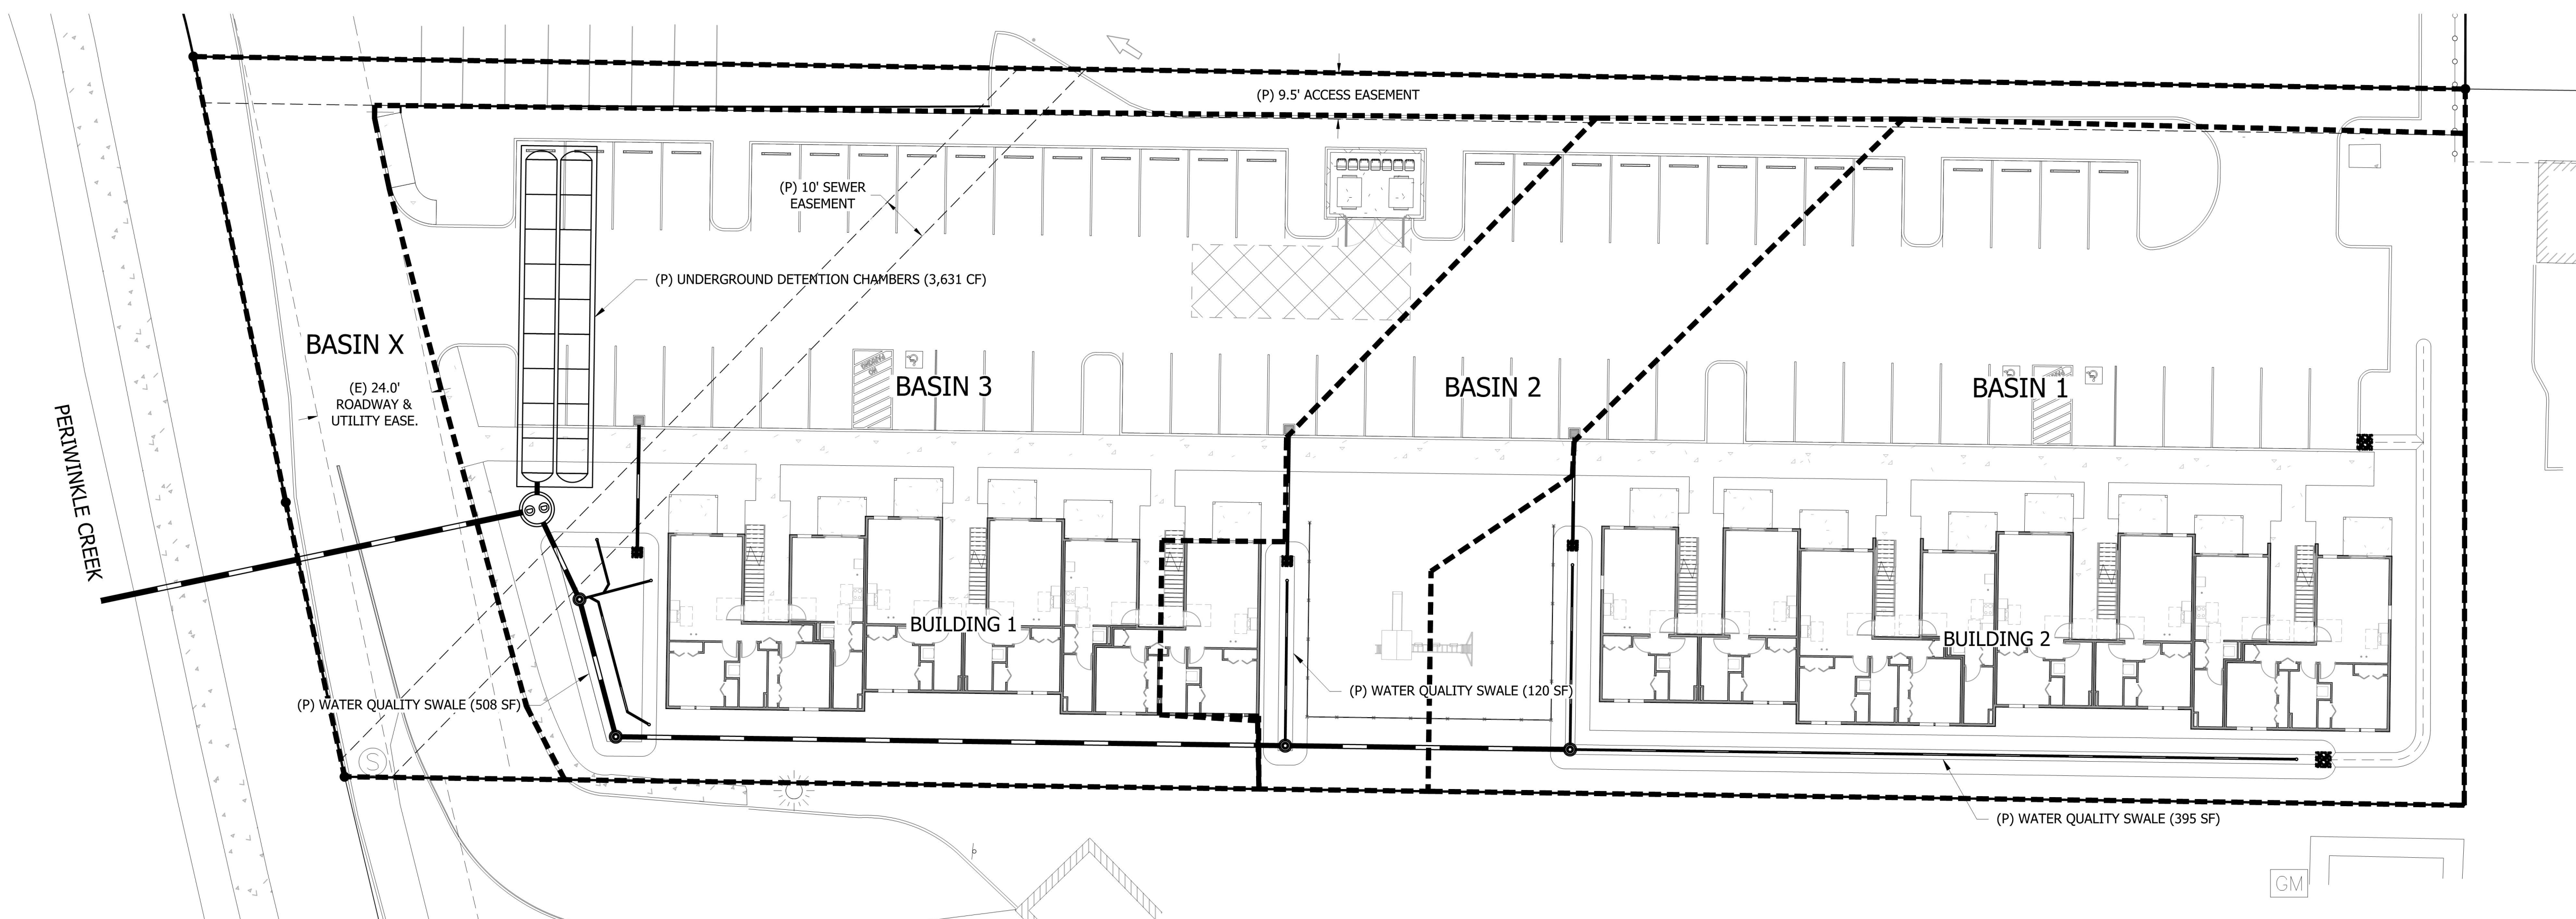 (P) 9.5' ACCESS EASEMENT
(P) 10' SEWER
EASEMENT
(P) UNDERGROUND DETENTION CHAMBERS (3,631 CF)
BASIN X
(E) 24.0'
ROADWAY &
UTILITY EASE.
BASIN 3
BASIN 2
BASIN 1
PERIWINKLE CREEK
BUILDING 1
BUILDING 2
(P) WATER QUALITY SWALE (508 SF)
(P) WATER QUALITY SWALE (120 SF)
(P) WATER QUALITY SWALE (395 SF)
S
GM